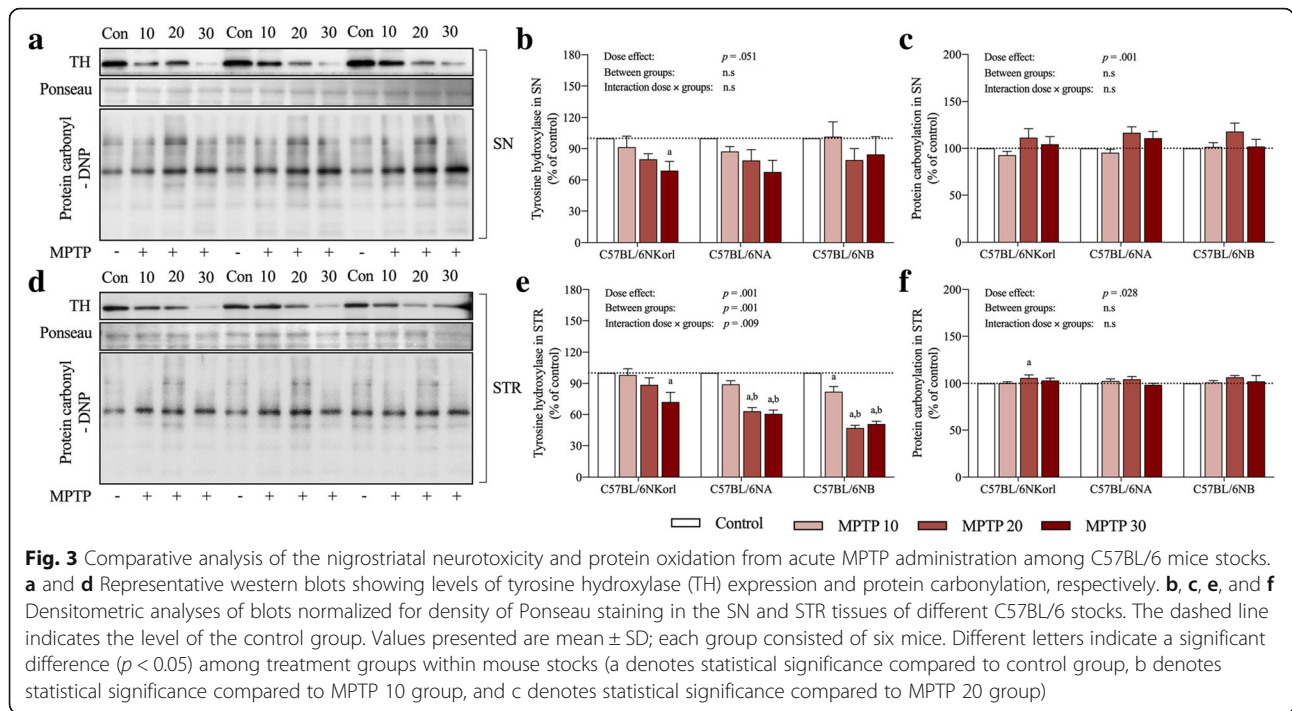 a
Con 10 20 30 Con 10 20 30 Con 10 20 30
TH
Ponseau
Protein carbonyl
- DNP
SN
MPTP - + + + - + + + - + + +
b
Dose effect: p = .051
Between groups: n.s
Interaction dose × groups: n.s
Tyrosine hydroxylase in SN
(% of control)
180
150
120
90
60
30
0
a
C57BL/6NKorl C57BL/6NA C57BL/6NB
c
Dose effect: p = .001
Between groups: n.s
Interaction dose × groups: n.s
Protein carbonylation in SN
(% of control)
200
150
100
50
0
C57BL/6NKorl C57BL/6NA C57BL/6NB
d
Con 10 20 30 Con 10 20 30 Con 10 20 30
TH
Ponseau
Protein carbonyl
- DNP
STR
MPTP - + + + - + + + - + + +
e
Dose effect: p = .001
Between groups: p = .001
Interaction dose × groups: p = .009
Tyrosine hydroxylase in STR
(% of control)
180
150
120
90
60
30
0
a a,b a,b a a,b a,b
C57BL/6NKorl C57BL/6NA C57BL/6NB
f
Dose effect: p = .028
Between groups: n.s
Interaction dose × groups: n.s
Protein carbonylation in STR
(% of control)
200
150
100
50
0
a
C57BL/6NKorl C57BL/6NA C57BL/6NB
Control MPTP 10 MPTP 20 MPTP 30
Fig. 3 Comparative analysis of the nigrostriatal neurotoxicity and protein oxidation from acute MPTP administration among C57BL/6 mice stocks.
a and d Representative western blots showing levels of tyrosine hydroxylase (TH) expression and protein carbonylation, respectively. b, c, e, and f
Densitometric analyses of blots normalized for density of Ponseau staining in the SN and STR tissues of different C57BL/6 stocks. The dashed line
indicates the level of the control group. Values presented are mean ± SD; each group consisted of six mice. Different letters indicate a significant
difference (p < 0.05) among treatment groups within mouse stocks (a denotes statistical significance compared to control group, b denotes
statistical significance compared to MPTP 10 group, and c denotes statistical significance compared to MPTP 20 group)